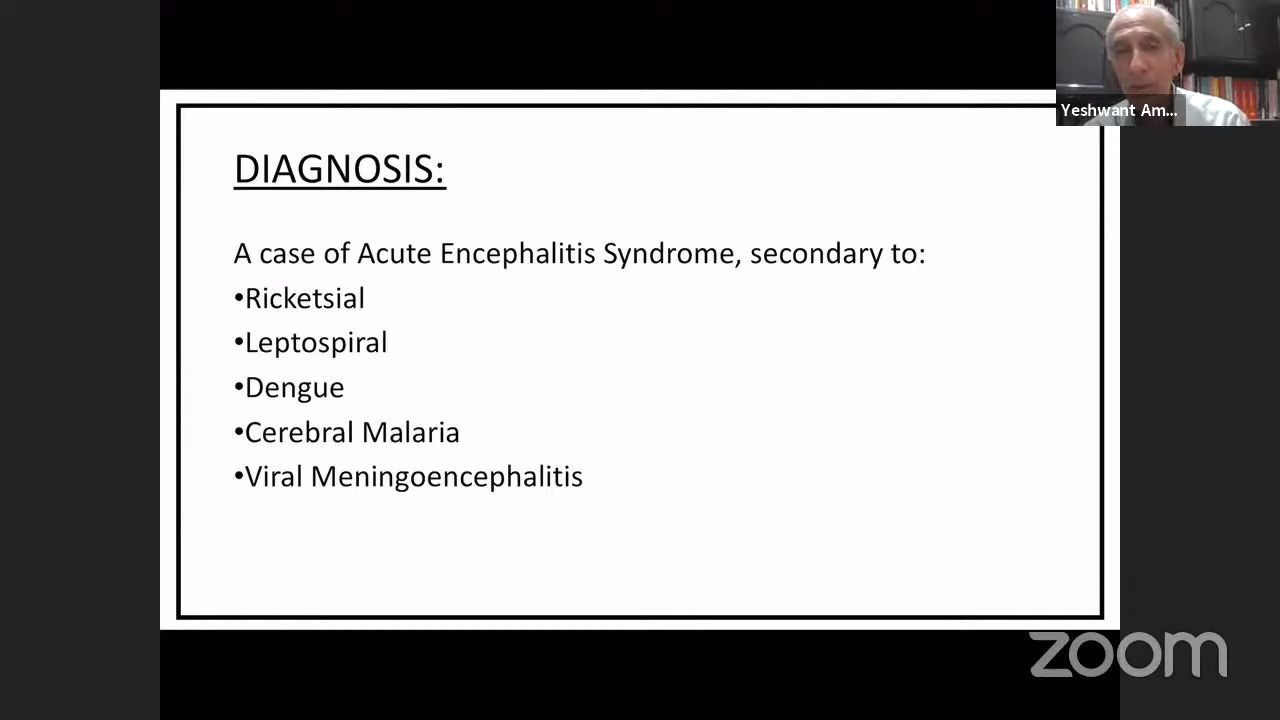 Yeshwant Am...
DIAGNOSIS:
A case of Acute Encephalitis Syndrome, secondary to:
•Ricketsial
•Leptospiral
•Dengue
•Cerebral Malaria
•Viral Meningoencephalitis
zoom